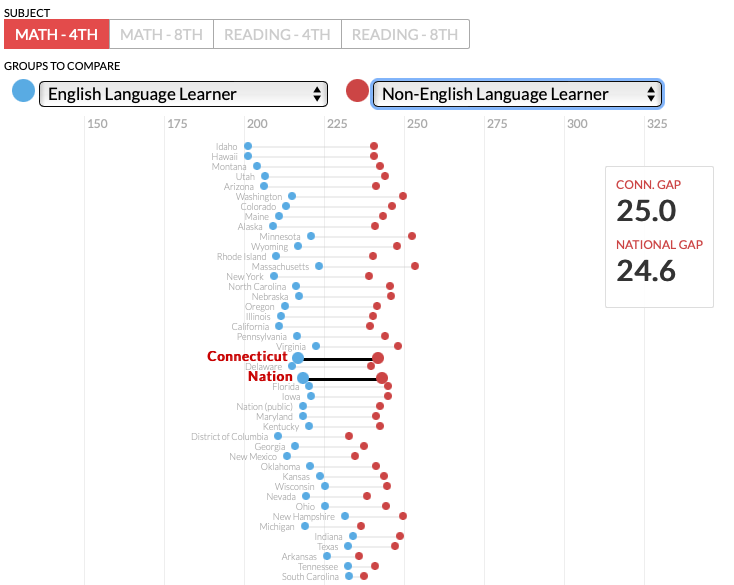 SUBJECT
MATH - 4TH MATH - 8TH READING - 4TH READING - 8TH
GROUPS TO COMPARE
English Language Learner Non-English Language Learner
150 175 200 225 250 275 300 325
Idaho
Hawaii
Montana
Utah
Arizona
Washington
Colorado
Maine
Alaska
Minnesota
Wyoming
Rhode Island
Massachusetts
New York
North Carolina
Nebraska
Oregon
Illinois
California
Pennsylvania
Virginia
Connecticut
Delaware
Nation
Florida
Iowa
Nation (public)
Maryland
Kentucky
District of Columbia
Georgia
New Mexico
Oklahoma
Kansas
Wisconsin
Nevada
Ohio
New Hampshire
Michigan
Indiana
Texas
Arkansas
Tennessee
South Carolina
CONN. GAP
25.0
NATIONAL GAP
24.6